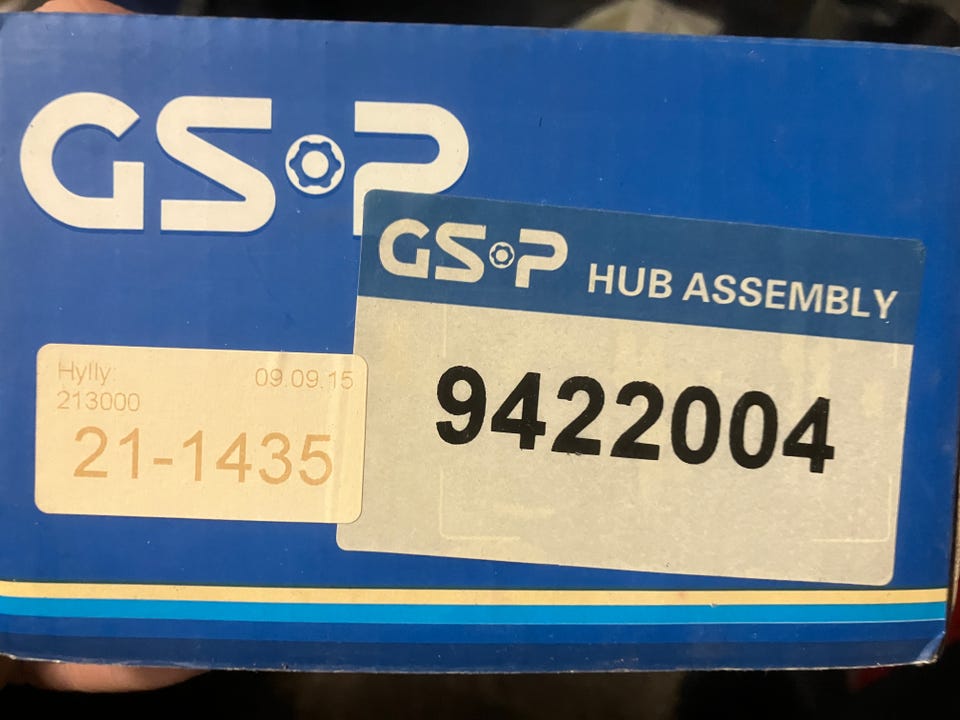 GSP
GSP HUB ASSEMBLY
Hylly: 09.09.15
213000
21-1435
9422004